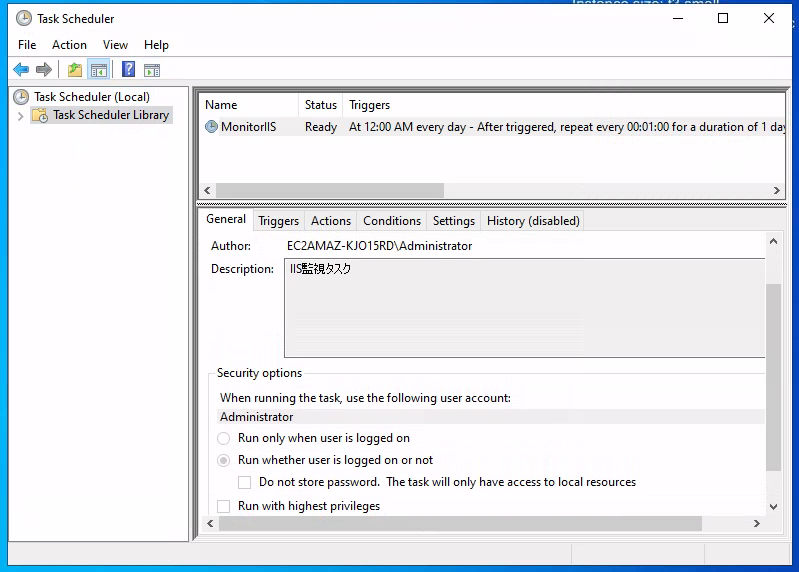 Instance size: t3.small
Task Scheduler
File Action View Help
Task Scheduler (Local)
Task Scheduler Library
Name Status Triggers
MonitorIIS Ready At 12:00 AM every day - After triggered, repeat every 00:01:00 for a duration of 1 day
General Triggers Actions Conditions Settings History (disabled)
Author: EC2AMAZ-KJO15RD\Administrator
Description: IIS監視タスク
Security options
When running the task, use the following user account:
Administrator
Run only when user is logged on
Run whether user is logged on or not
Do not store password. The task will only have access to local resources
Run with highest privileges